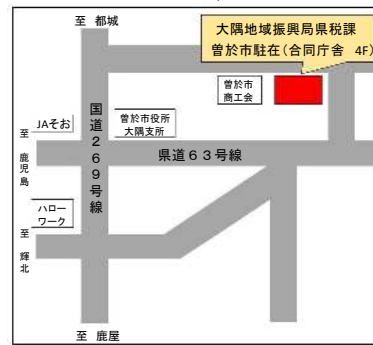 至 都城
大隅地域振興局県税課
曽於市駐在(合同庁舎 4F)
曽於市
商工会
国道269号線
曽於市役所
大隅支所
JAそお
至 鹿児島
県道63号線
ハロー
ワーク
至 輝北
至 鹿屋